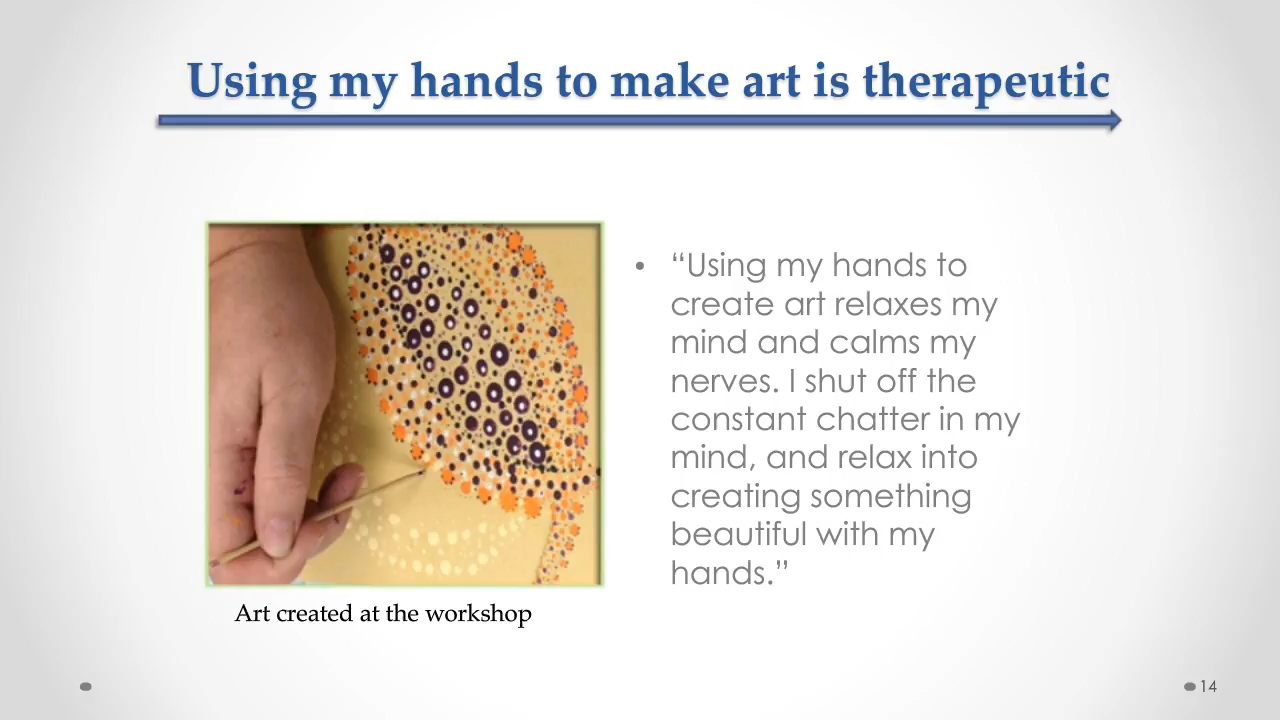 Using my hands to make art is therapeutic
• “Using my hands to
create art relaxes my
mind and calms my
nerves. I shut off the
constant chatter in my
mind, and relax into
creating something
beautiful with my
hands.”
Art created at the workshop
14